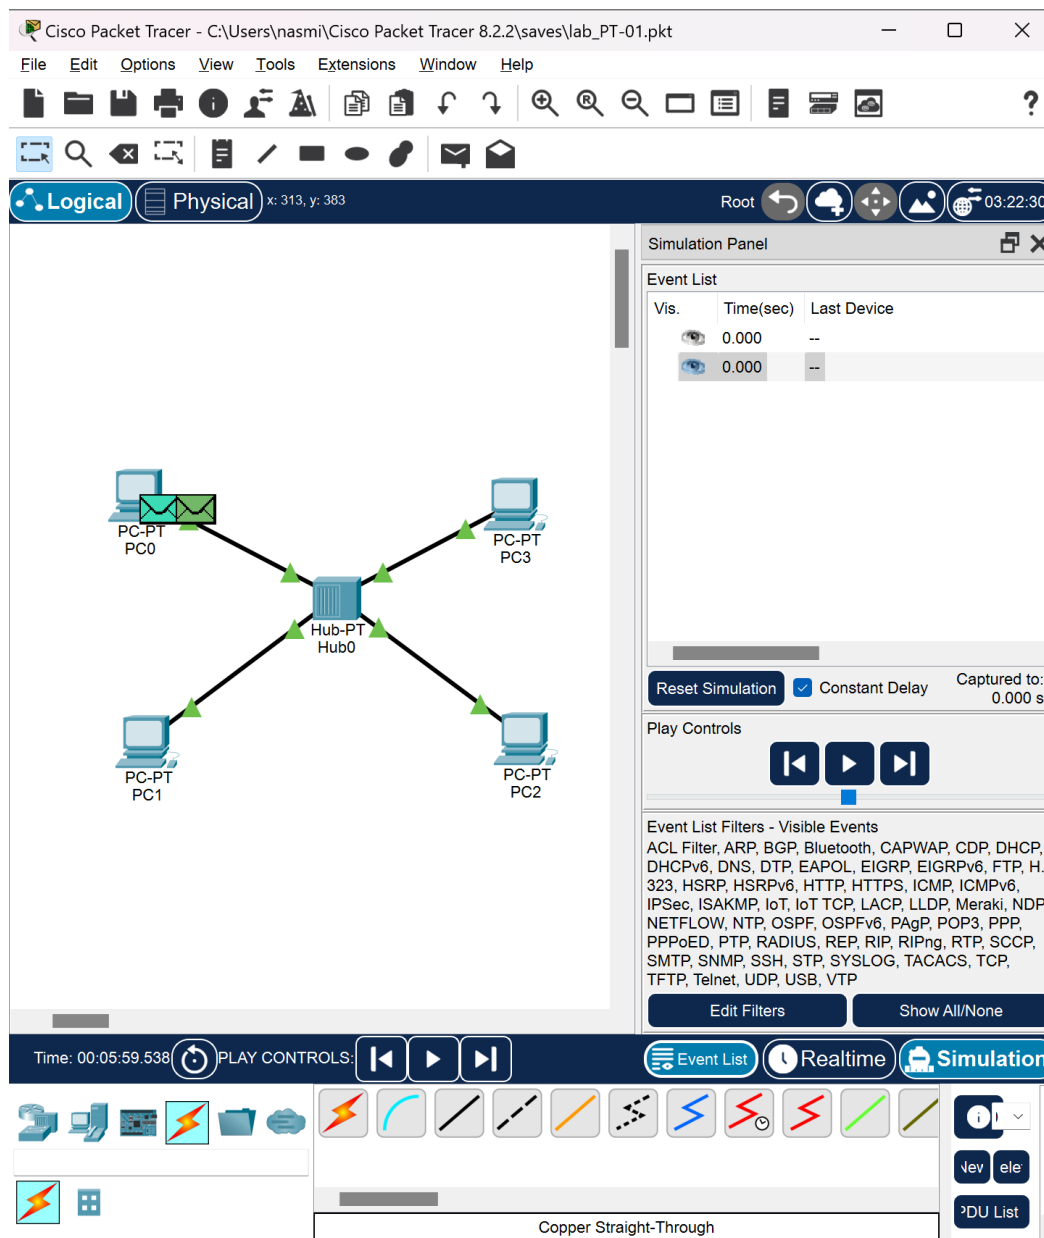 Cisco Packet Tracer - C:\Users\nasmi\Cisco Packet Tracer 8.2.2\saves\lab_PT-01.pkt
File Edit Options View Tools Extensions Window Help
Logical Physical x: 313, y: 383 Root 03:22:30
Simulation Panel
Event List
Vis. Time(sec) Last Device
0.000 --
0.000 --
PC-PT
PC0
PC-PT
PC3
Hub-PT
Hub0
PC-PT
PC1
PC-PT
PC2
Reset Simulation Constant Delay Captured to:
0.000 s
Play Controls
Event List Filters - Visible Events
ACL Filter, ARP, BGP, Bluetooth, CAPWAP, CDP, DHCP,
DHCPv6, DNS, DTP, EAPOL, EIGRP, EIGRPv6, FTP, H.
323, HSRP, HSRPv6, HTTP, HTTPS, ICMP, ICMPv6,
IPSec, ISAKMP, IoT, IoT TCP, LACP, LLDP, Meraki, NDP
NETFLOW, NTP, OSPF, OSPFv6, PAgP, POP3, PPP,
PPPoED, PTP, RADIUS, REP, RIP, RIPng, RTP, SCCP,
SMTP, SNMP, SSH, STP, SYSLOG, TACACS, TCP,
TFTP, Telnet, UDP, USB, VTP
Edit Filters Show All/None
Time: 00:05:59.538 PLAY CONTROLS: Event List Realtime Simulation
ele
PDU List
Copper Straight-Through